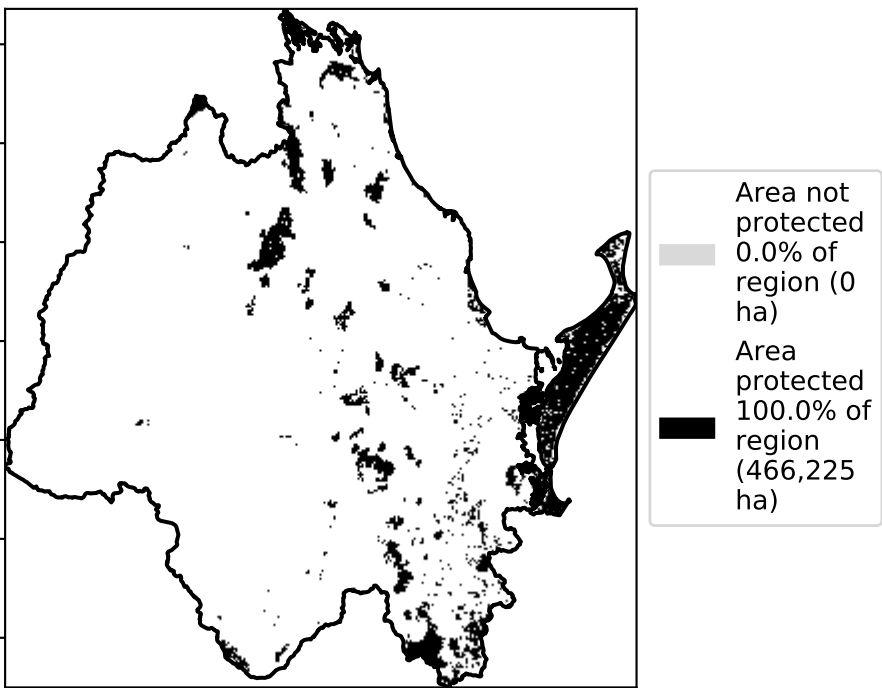 Area not
protected
0.0% of
region (0
ha)
Area
protected
100.0% of
region
(466,225
ha)